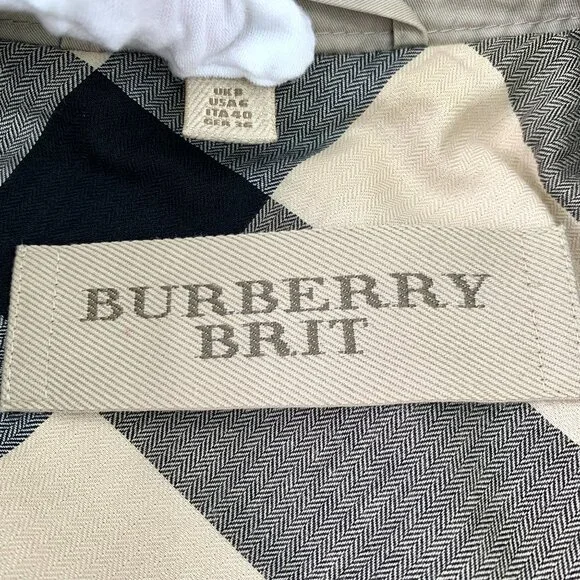 UK 8
USA 6
ITA 40
GER 36
BURBERRY
BRIT